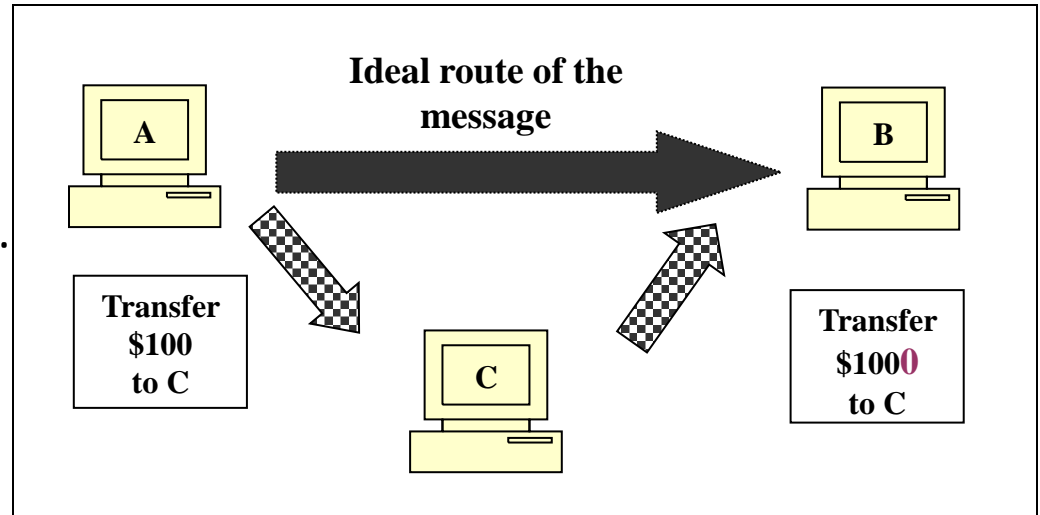 Ideal route of the
message
A
B
Transfer
$100
to C
C
Transfer
$1000
to C
.